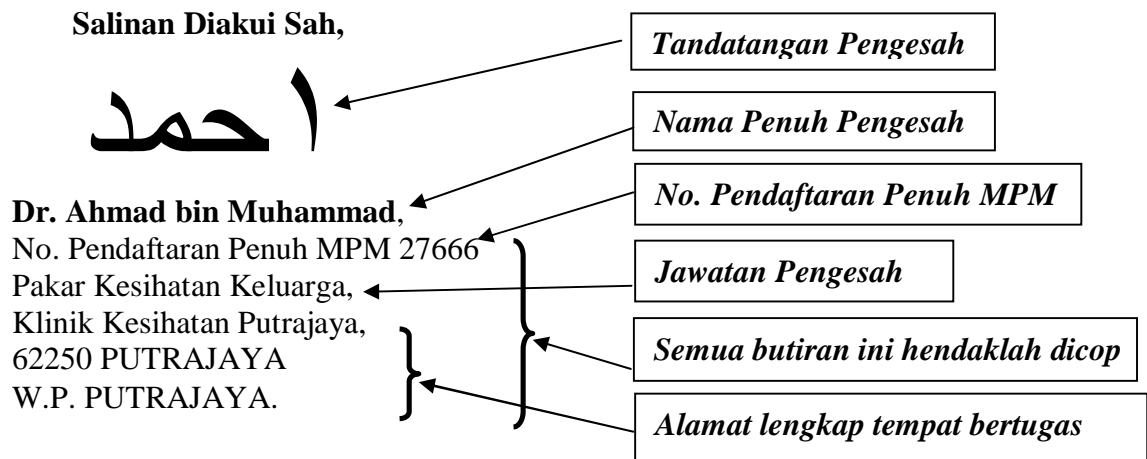 Salinan Diakui Sah,
Tandatangan Pengesah
ا حمد
Nama Penuh Pengesah
No. Pendaftaran Penuh MPM
Dr. Ahmad bin Muhammad,
No. Pendaftaran Penuh MPM 27666
Jawatan Pengesah
Pakar Kesihatan Keluarga,
Klinik Kesihatan Putrajaya,
Semua butiran ini hendaklah dicop
62250 PUTRAJAYA
W.P. PUTRAJAYA.
Alamat lengkap tempat bertugas